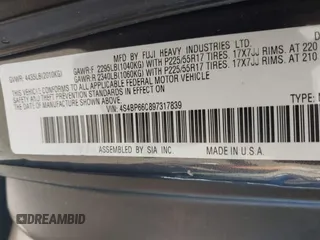 MFD. BY FUJI HEAVY INDUSTRIES LTD. D
GAWR-F 2295LB(1040KG) WITH P225/55R17 TIRES. 17X7JJ RIMS. AT 220
GVWR: 4430LB(2010KG) GAWR-R 2340LB(1060KG) WITH P225/55R17 TIRES. 17X7JJ RIMS. AT 210
THIS VEHICLE CONFORMS TO ALL APPLICABLE FEDERAL MOTOR VEHICLE
SAFETY, BUMPER, AND THEFT PREVENTION STANDARDS IN EFFECT ON
THE DATE OF MANUFACTURE SHOWN ABOVE.
VIN: 4S4BP66C897317839
ASSEMBLED BY SIA INC. MADE IN U.S.A.
DREAMBID